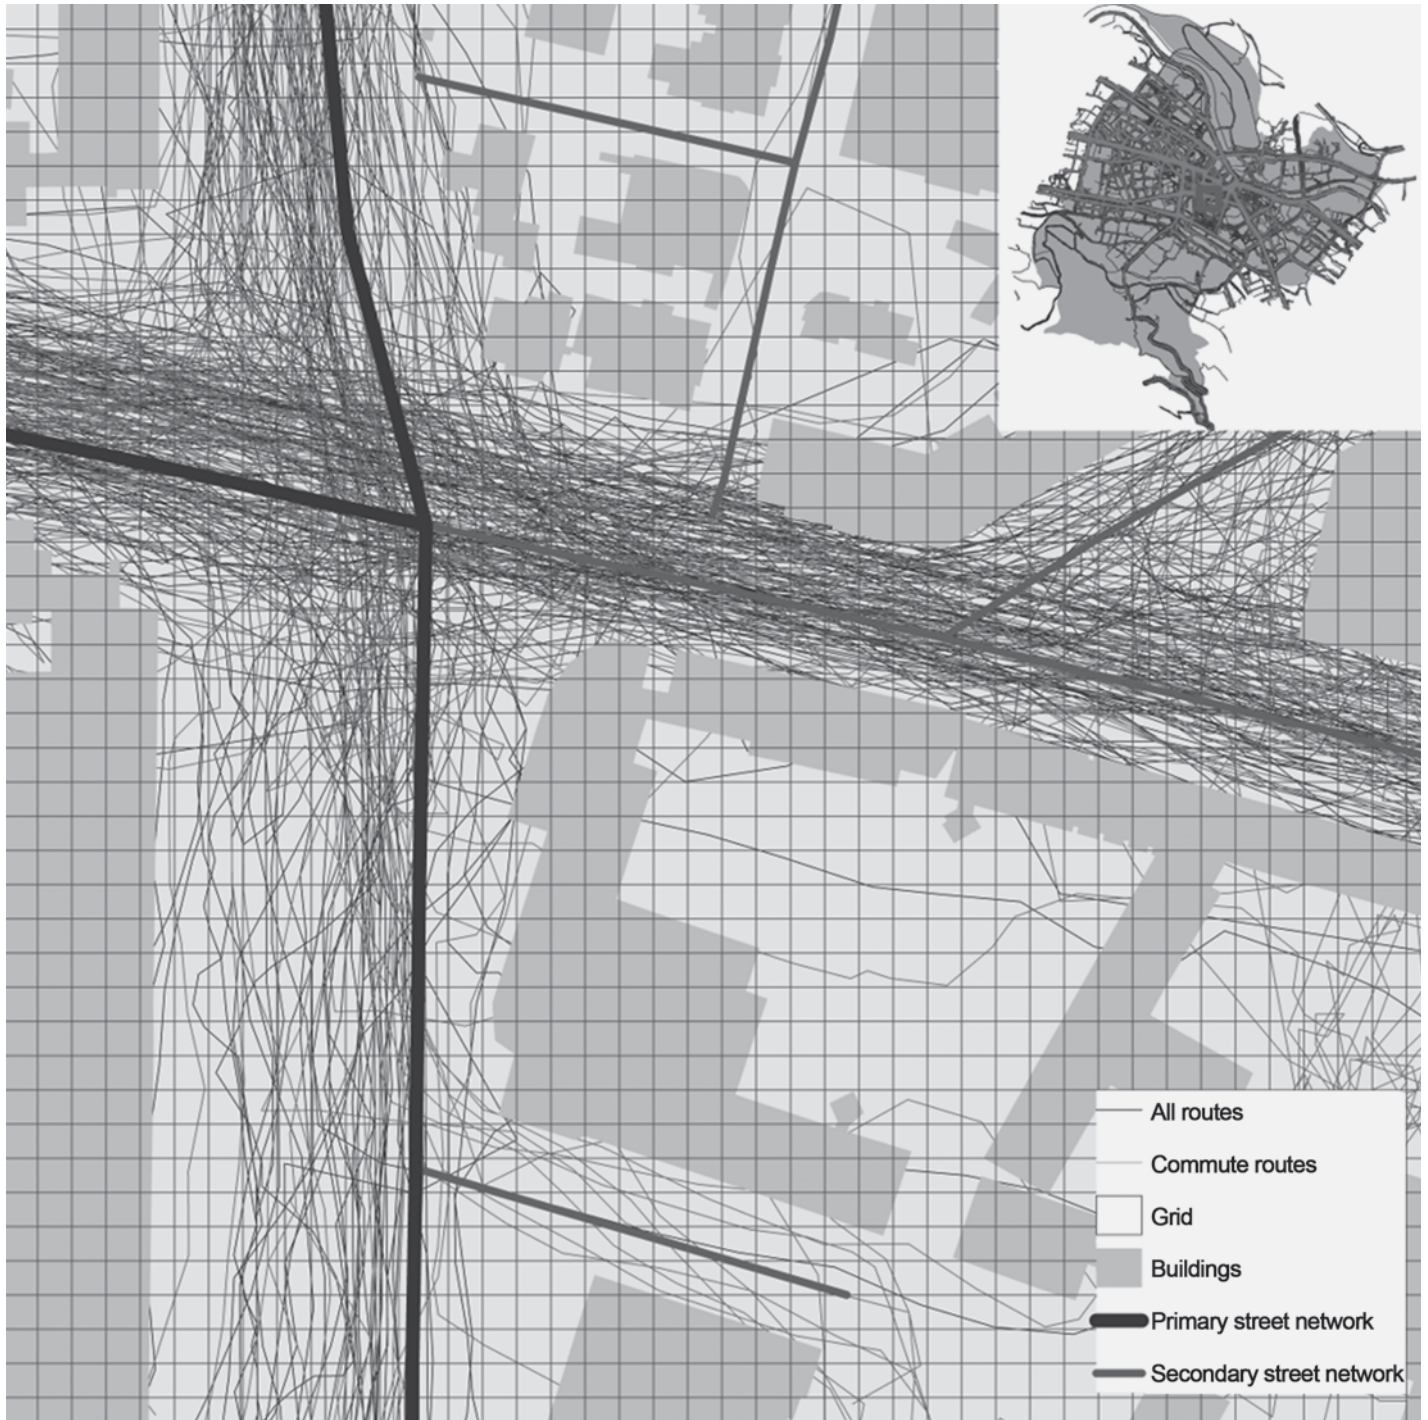 All routes
Commute routes
Grid
Buildings
Primary street network
Secondary street network